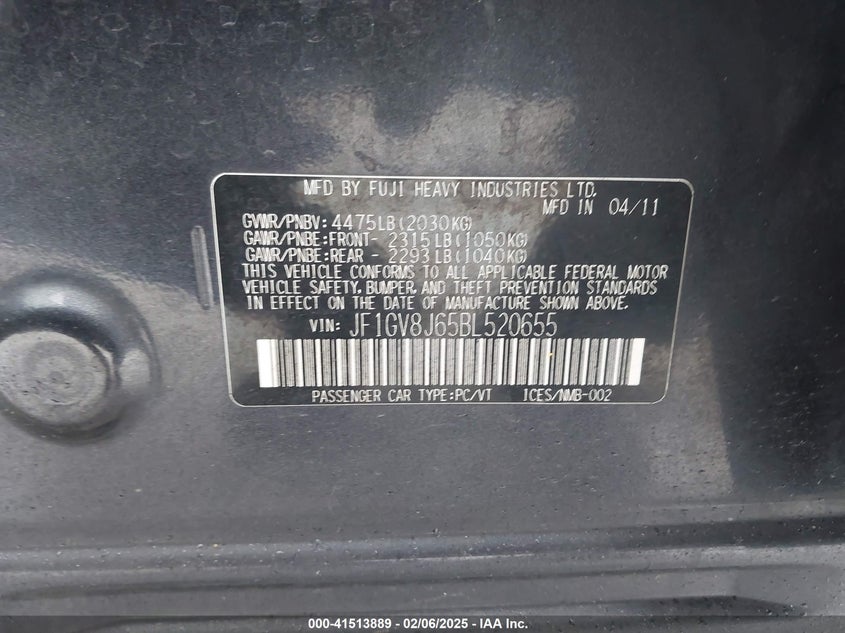 MFD BY FUJI HEAVY INDUSTRIES LTD.
MFD IN 04/11
GVWR/PNBV: 4475LB(2030KG)
GAWR/PNBE:FRONT- 2315LB(1050KG)
GAWR/PNBE:REAR - 2293LB(1040KG)
THIS VEHICLE CONFORMS TO ALL APPLICABLE FEDERAL MOTOR
VEHICLE SAFETY, BUMPER, AND THEFT PREVENTION STANDARDS
IN EFFECT ON THE DATE OF MANUFACTURE SHOWN ABOVE.
VIN: JF1GV8J65BL520655
PASSENGER CAR TYPE:PC/VT ICES/NMB-002
000-41513889 - 02/06/2025 - IAA Inc.